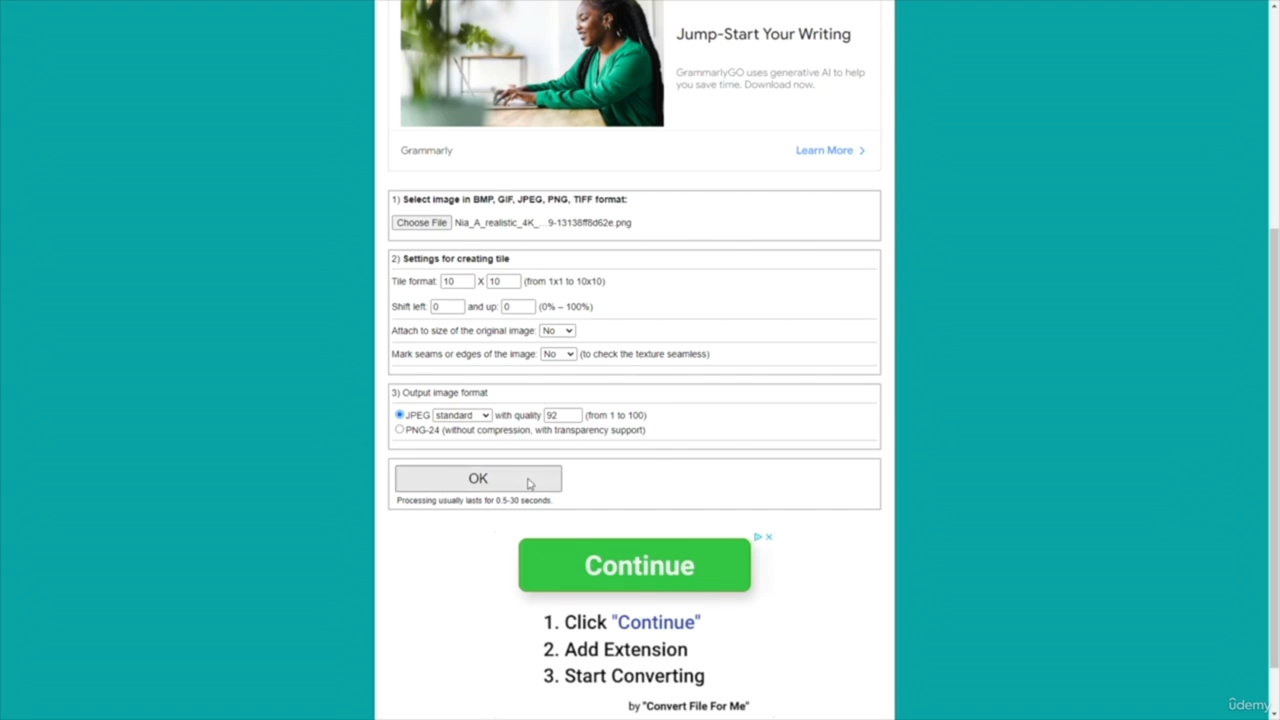 Jump-Start Your Writing
GrammarlyGO uses generative AI to help
you save time. Download now.
Grammarly
Learn More
1) Select image in BMP, GIF, JPEG, PNG, TIFF format:
Choose File Nia_A_realistic_4K_...9-13138ff8d62e.png
2) Settings for creating tile
Tile format: 10 X 10 (from 1x1 to 10x10)
Shift left: 0 and up: 0 (0% – 100%)
Attach to size of the original image: No
Mark seams or edges of the image: No (to check the texture seamless)
3) Output image format
JPEG standard with quality 92 (from 1 to 100)
PNG-24 (without compression, with transparency support)
OK
Processing usually lasts for 0.5-30 seconds.
Continue
1. Click "Continue"
2. Add Extension
3. Start Converting
by "Convert File For Me"
ûdemy